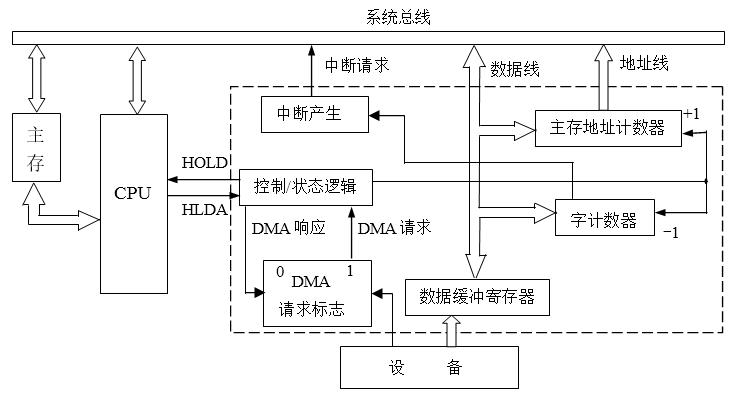 系统总线
中断请求
数据线
地址线
中断产生
主存地址计数器
+1
主
存
CPU
HOLD
控制/状态逻辑
HLDA
字计数器
−1
DMA 响应
DMA 请求
0
1
DMA
请求标志
数据缓冲寄存器
设 备